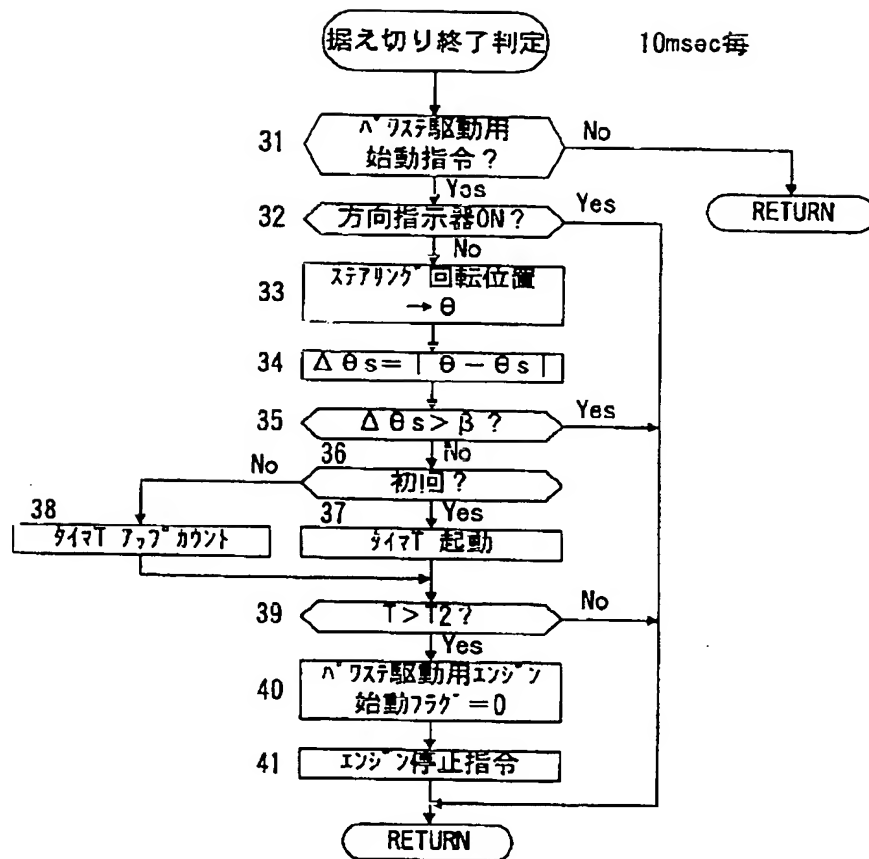 据え切り終了判定
10msec毎
31
ﾊﾟﾜｽﾃ駆動用
始動指令?
No
Yes
RETURN
32
方向指示器ON?
Yes
No
33
ｽﾃｱﾘﾝｸﾞ回転位置
→ θ
34
Δθs=|θ-θs|
35
Δθs>β?
Yes
No
36
初回?
No
Yes
38
ﾀｲﾏT ｱｯﾌﾟｶｳﾝﾄ
37
ﾀｲﾏT 起動
39
T>T2?
No
Yes
40
ﾊﾟﾜｽﾃ駆動用ｴﾝｼﾞﾝ
始動ﾌﾗｸﾞ=0
41
ｴﾝｼﾞﾝ停止指令
RETURN